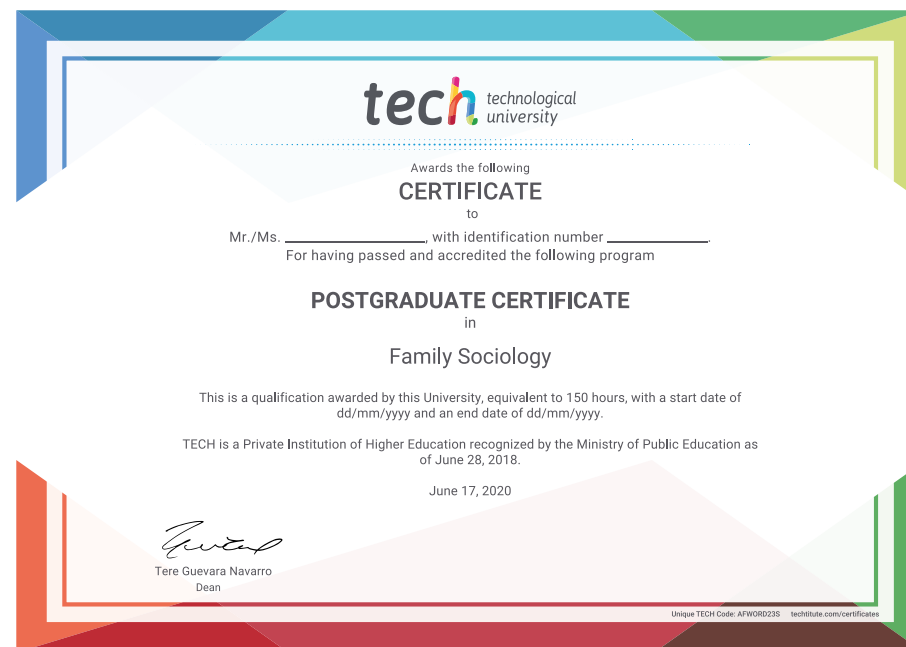 tech technological
university
Awards the following
CERTIFICATE
to
Mr./Ms. ____________________, with identification number ______________.
For having passed and accredited the following program
POSTGRADUATE CERTIFICATE
in
Family Sociology
This is a qualification awarded by this University, equivalent to 150 hours, with a start date of
dd/mm/yyyy and an end date of dd/mm/yyyy.
TECH is a Private Institution of Higher Education recognized by the Ministry of Public Education as
of June 28, 2018.
June 17, 2020
Tere Guevara Navarro
Dean
Unique TECH Code: AFWORD23S techtitute.com/certificates